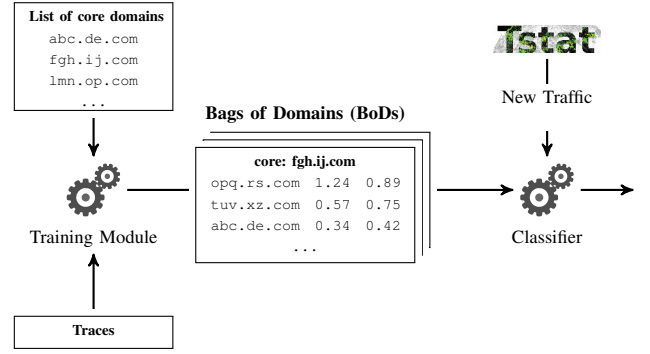 List of core domains
abc.de.com
fgh.ij.com
lmn.op.com
...
Tstat
New Traffic
Bags of Domains (BoDs)
core: fgh.ij.com
opq.rs.com 1.24 0.89
tuv.xz.com 0.57 0.75
abc.de.com 0.34 0.42
...
Training Module
Classifier
Traces